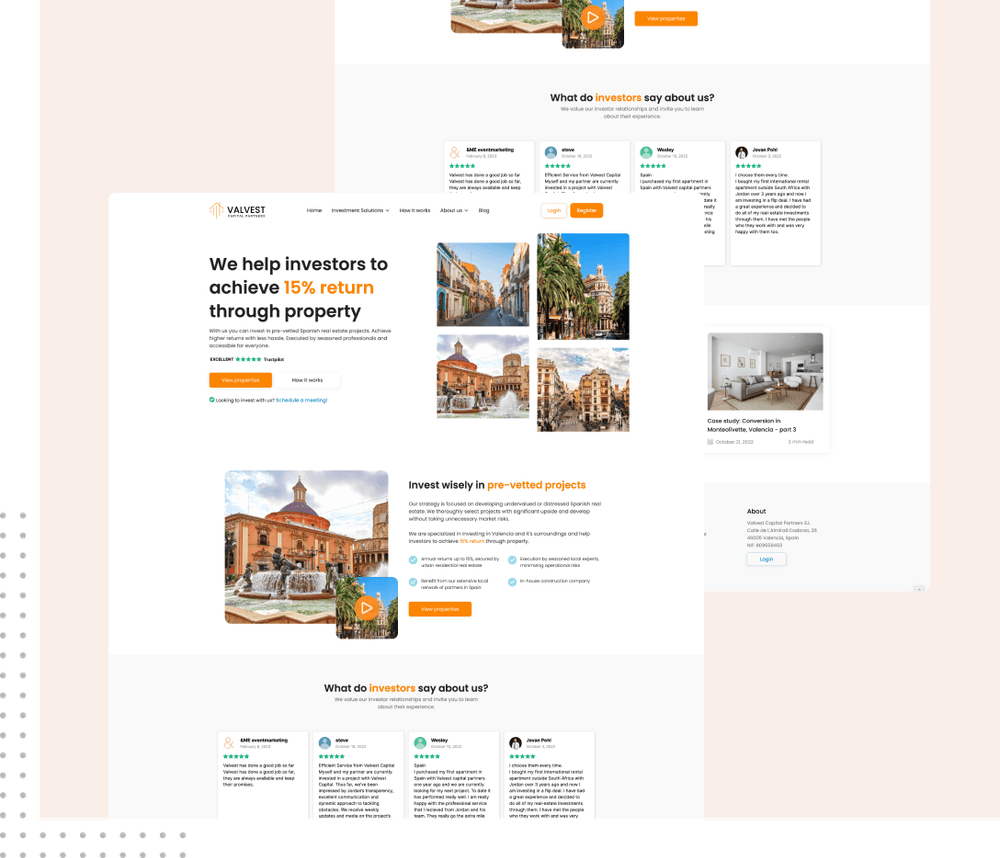 View properties
What do investors say about us?
We value our investor relationships and invite you to learn
about their experience.
&ME eventmarketing
February 8, 2023
Valvest has done a good job so far,
Valvest has done a good job so far,
they are always available and keep
steve
October 19, 2022
Efficient Service from Valvest Capital
Myself and my partner are currently
invested in a project with Valvest
Wesley
October 10, 2022
Spain
I purchased my first apartment in
Spain with Valvest capital partners
Jovan Pohl
October 3, 2022
I choose them every time.
I bought my first international rental
apartment outside South Africa with
Jordan over 3 years ago and now I
am investing in a flip deal. I have had
a great experience and decided to
do all of my real estate investments
through them. I have met the people
who they work with and was very
happy with them too.
VALVEST
CAPITAL PARTNERS
Home
Investment Solutions
How it works
About us
Blog
Login
Register
We help investors to
achieve 15% return
through property
With us you can invest in pre-vetted Spanish real estate projects. Achieve
higher returns with less hassle. Executed by seasoned professionals and
accessible for everyone.
EXCELLENT
Trustpilot
View properties
How it works
Looking to invest with us? Schedule a meeting!
Case study: Conversion in
Monteolivette, Valencia - part 3
October 21, 2022
2 min read
Invest wisely in pre-vetted projects
Our strategy is focused on developing undervalued or distressed Spanish real
estate. We thoroughly select projects with significant upside and develop
without taking unnecessary market risks.
We are specialized in investing in Valencia and it's surroundings and help
investors to achieve 15% return through property.
Annual returns up to 15%, secured by
urban residential real estate
Execution by seasoned local experts,
minimising operational risks
Benefit from our extensive local
network of partners in Spain
In-house construction company
View properties
About
Valvest Capital Partners S.L.
46005 Valencia, Spain
Login
What do investors say about us?
We value our investor relationships and invite you to learn
about their experience.
&ME eventmarketing
February 8, 2023
Valvest has done a good job so far,
Valvest has done a good job so far,
they are always available and keep
their promises.
steve
October 19, 2022
Efficient Service from Valvest Capital
Myself and my partner are currently
invested in a project with Valvest
Capital. Thus far, we've been
impressed by Jordan's transparency,
excellent communication and
dynamic approach to tackling
obstacles. We receive weekly
updates and media on the project's
Wesley
October 10, 2022
Spain
I purchased my first apartment in
Spain with Valvest capital partners
one year ago and we are currently
looking for the next one. To date it
has performed really well. I am really
happy with the professional service
that I recieved from Jordan and his
team. They really go the extra mile
Jovan Pohl
October 3, 2022
I choose them every time.
I bought my first international rental
apartment outside South Africa with
Jordan over 3 years ago and now I
am investing in a flip deal. I have had
a great experience and decided to
do all of my real-estate investments
through them. I have met the people
who they work with and was very